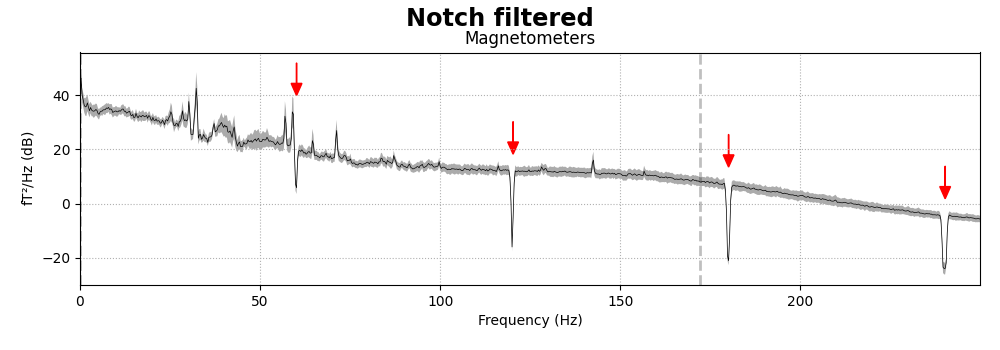 Notch filtered
Magnetometers
fT²/Hz (dB)
40
20
0
−20
0 50 100 150 200
Frequency (Hz)